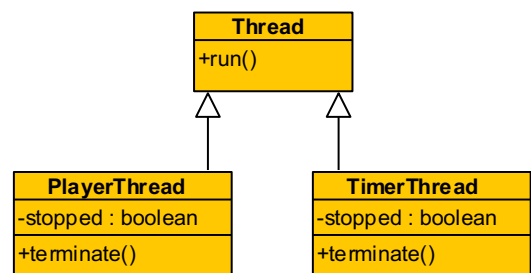 Thread
+run()
PlayerThread
-stopped : boolean
+terminate()
TimerThread
-stopped : boolean
+terminate()